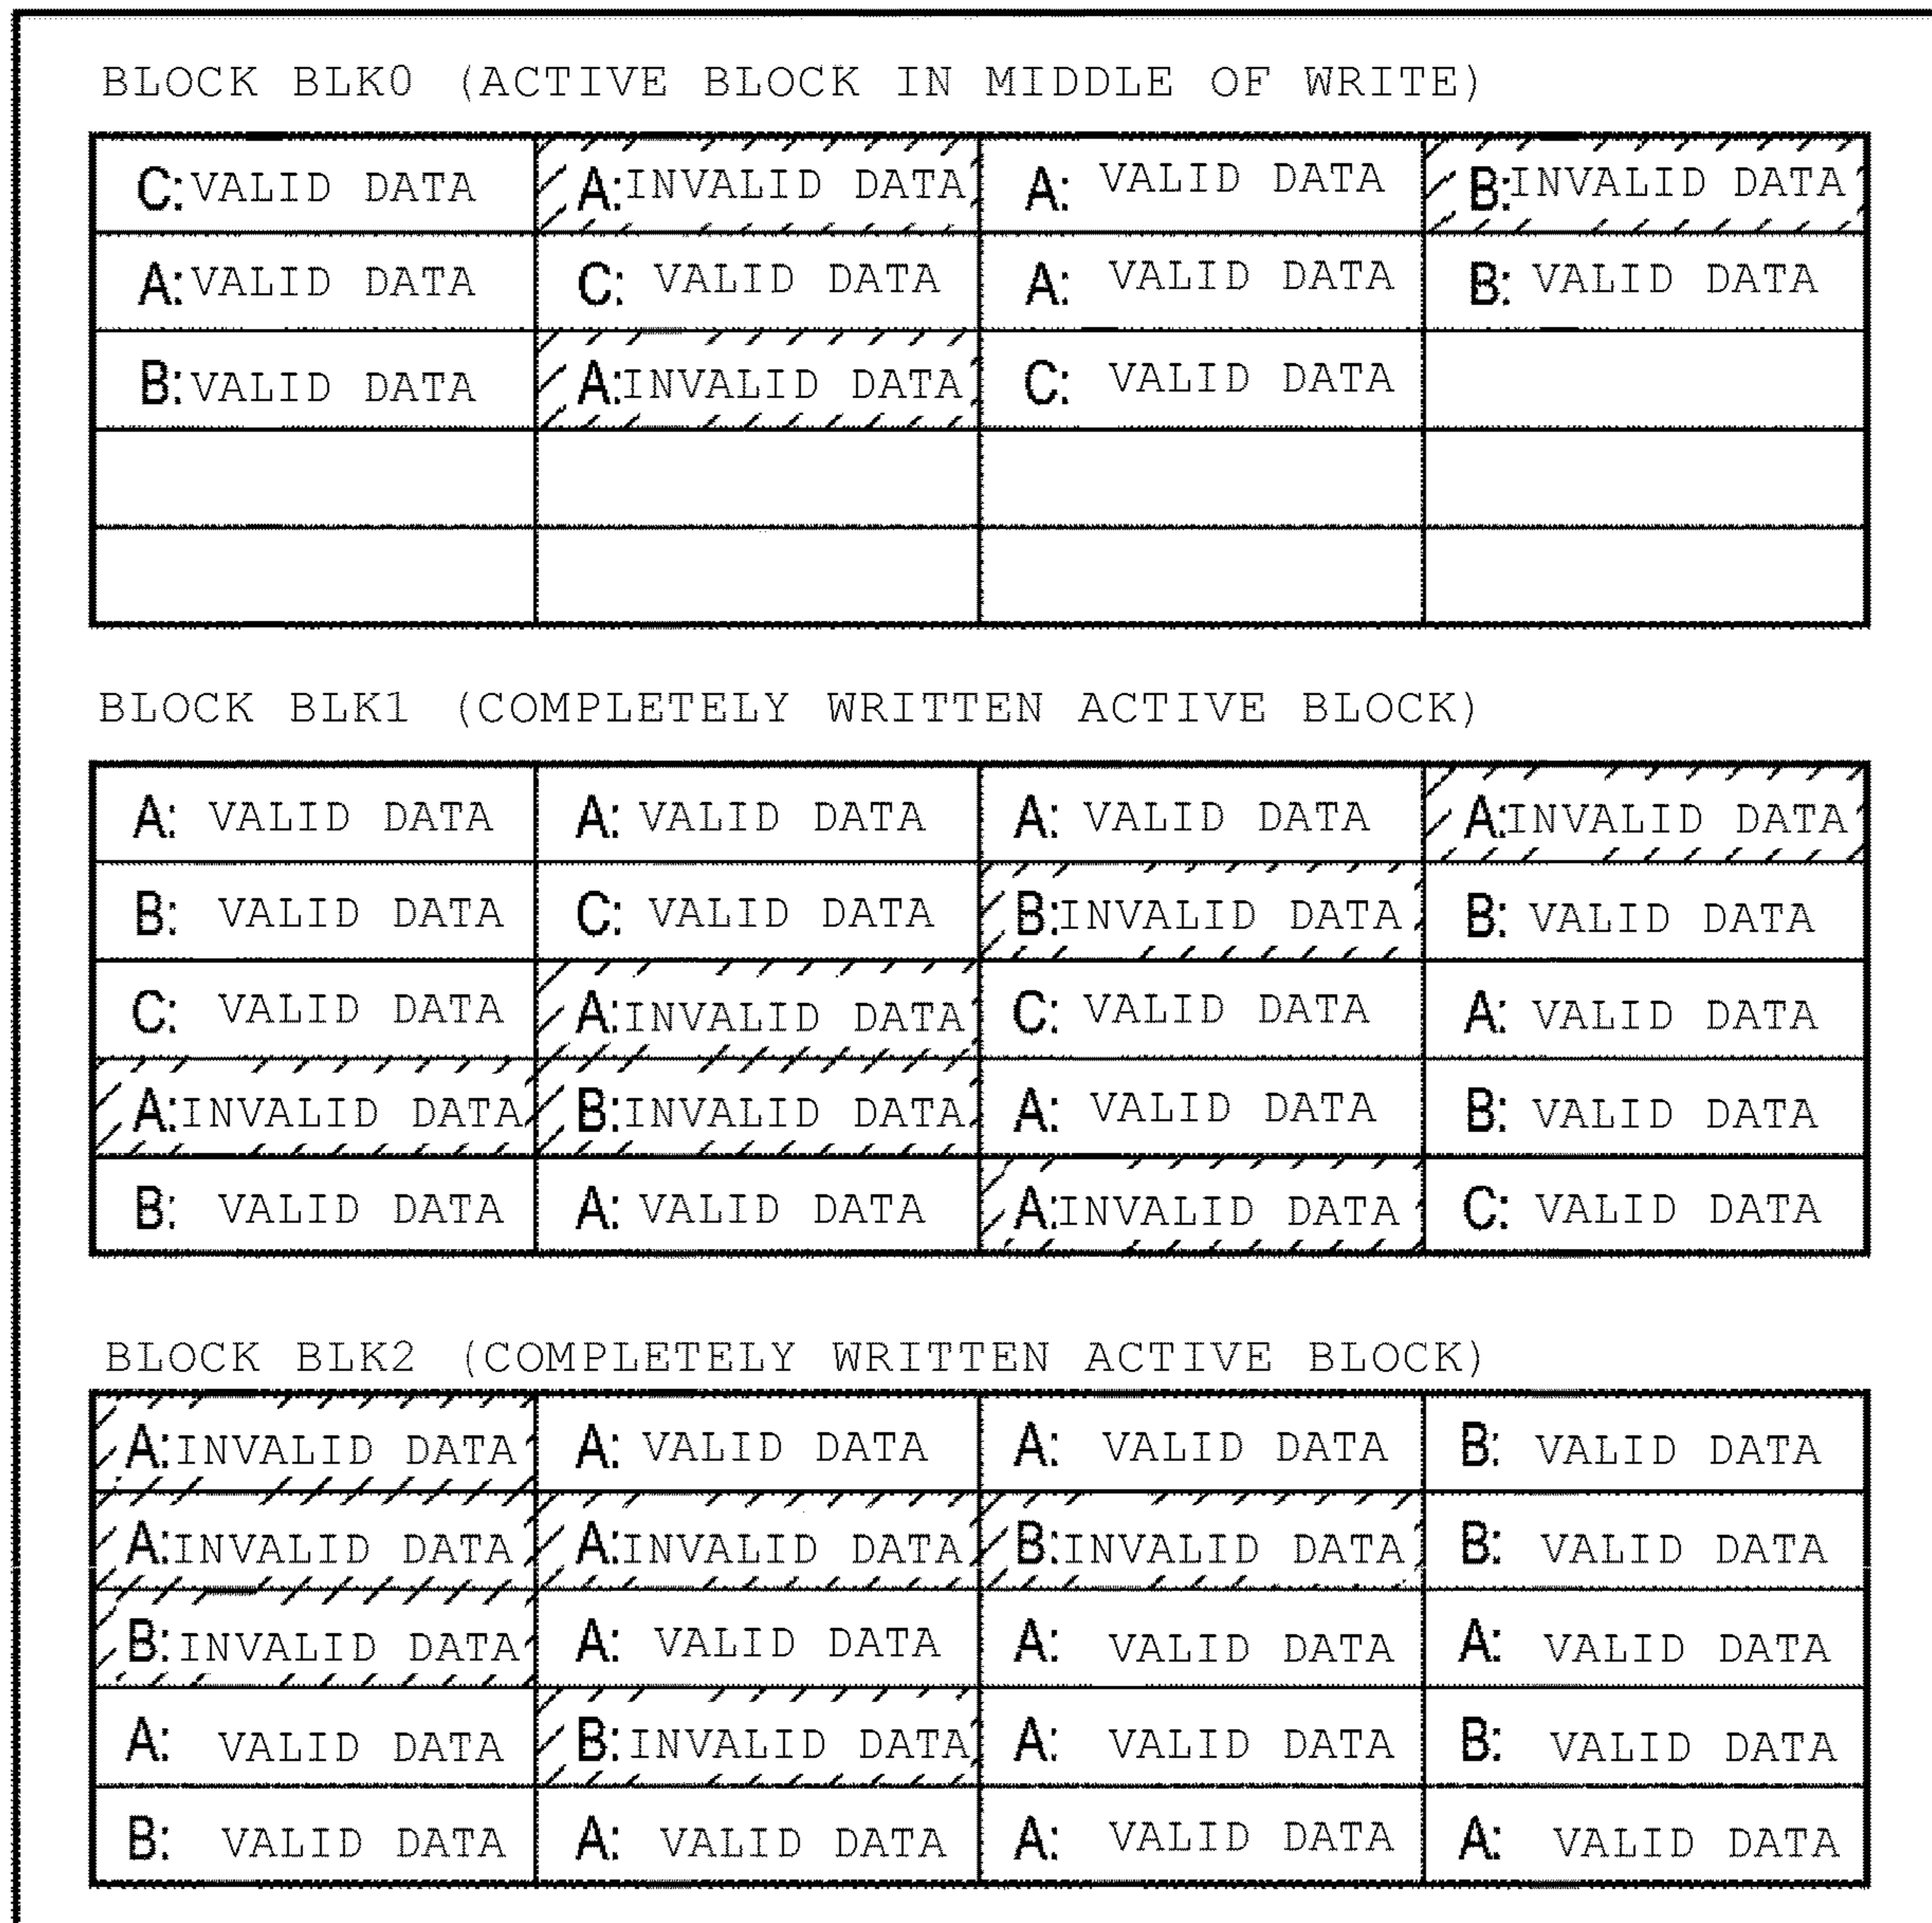 BLOCK BLK0 (ACTIVE BLOCK IN MIDDLE OF WRITE)
C: VALID DATA A: INVALID DATA A: VALID DATA B: INVALID DATA
A: VALID DATA C: VALID DATA A: VALID DATA B: VALID DATA
B: VALID DATA A: INVALID DATA C: VALID DATA
BLOCK BLK1 (COMPLETELY WRITTEN ACTIVE BLOCK)
A: VALID DATA A: VALID DATA A: VALID DATA A: INVALID DATA
B: VALID DATA C: VALID DATA B: INVALID DATA B: VALID DATA
C: VALID DATA A: INVALID DATA C: VALID DATA A: VALID DATA
A: INVALID DATA B: INVALID DATA A: VALID DATA B: VALID DATA
B: VALID DATA A: VALID DATA A: INVALID DATA C: VALID DATA
BLOCK BLK2 (COMPLETELY WRITTEN ACTIVE BLOCK)
A: INVALID DATA A: VALID DATA A: VALID DATA B: VALID DATA
A: INVALID DATA A: INVALID DATA B: INVALID DATA B: VALID DATA
B: INVALID DATA A: VALID DATA A: VALID DATA A: VALID DATA
A: VALID DATA B: INVALID DATA A: VALID DATA B: VALID DATA
B: VALID DATA A: VALID DATA A: VALID DATA A: VALID DATA